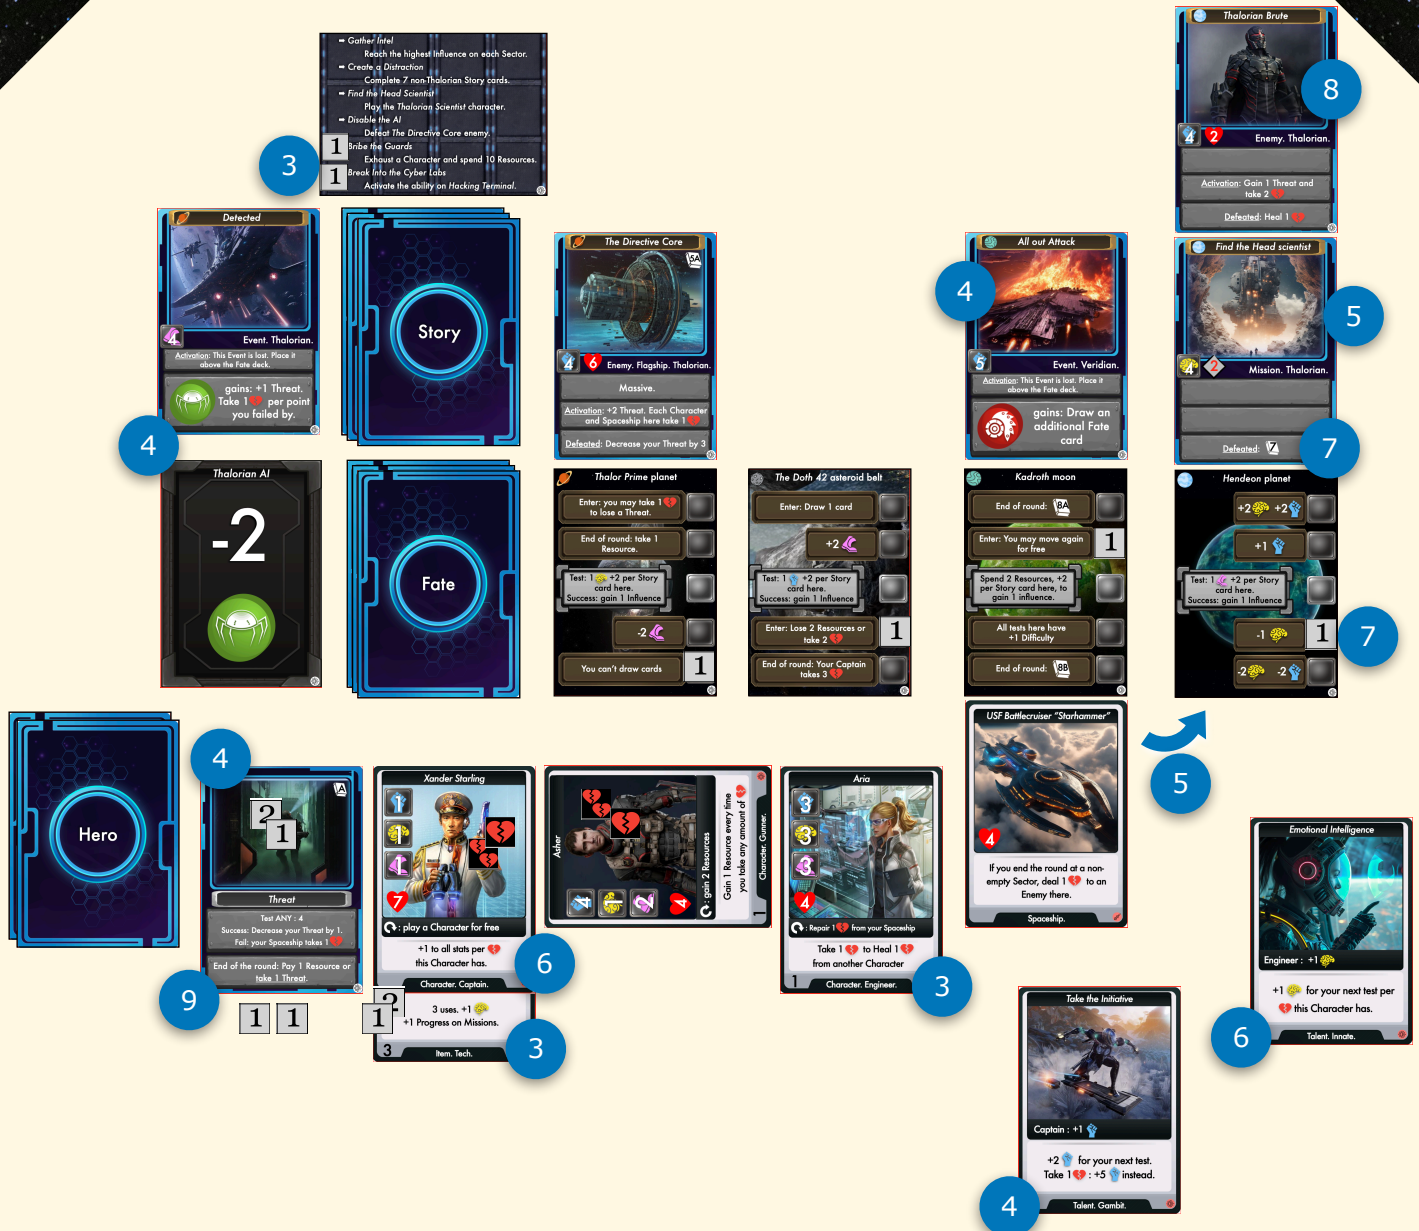 ➡ Gather Intel
Reach the highest Influence on each Sector.
➡ Create a Distraction
Complete 7 non-Thalorian Story cards.
➡ Find the Head Scientist
Play the Thalorian Scientist character.
➡ Disable the AI
Defeat The Directive Core enemy.
1
Bribe the Guards
Exhaust a Character and spend 10 Resources.
1
Break Into the Cyber Labs
Activate the ability on Hacking Terminal.
3
Thalorian Brute
8
4 2
Enemy. Thalorian.
Activation: Gain 1 Threat and
take 2
Defeated: Heal 1
Detected
4
Event. Thalorian.
Activation: This Event is lost. Place it
above the Fate deck.
gains: +1 Threat.
Take 1 per point
you failed by.
4
Story
The Directive Core
5A
4 6
Enemy. Flagship. Thalorian.
Massive.
Activation: +2 Threat. Each Character
and Spaceship here take 1
Defeated: Decrease your Threat by 3
All out Attack
4
5
Event. Veridian.
Activation: This Event is lost. Place it
above the Fate deck.
gains: Draw an
additional Fate
card
Find the Head scientist
5
4 2
Mission. Thalorian.
Defeated: 7
7
Thalorian AI
-2
Fate
Thalor Prime planet
Enter: you may take 1
to lose a Threat.
End of round: take 1
Resource.
Test: 1 +2 per Story
card here.
Success: gain 1 Influence
-2
You can't draw cards
1
The Doth 42 asteroid belt
Enter: Draw 1 card
+2
Test: 1 +2 per Story
card here.
Success: gain 1 Influence
Enter: Lose 2 Resources or
take 2
1
End of round: Your Captain
takes 3
Kadroth moon
End of round: 8A
Enter: You may move again
for free
1
Spend 2 Resources, +2
per Story card here, to
gain 1 influence.
All tests here have
+1 Difficulty
End of round: 8B
Hendeon planet
+2 +2
+1
Test: 1 +2 per Story
card here.
Success: gain 1 Influence
-1
1
7
-2 -2
Hero
4
A
2
1
Threat
Test ANY : 4
Success: Decrease your Threat by 1.
Fail: your Spaceship takes 1
End of the round: Pay 1 Resource or
take 1 Threat.
9
1 1
Xander Starling
1
1
1
7
: play a Character for free
+1 to all stats per
this Character has.
6
Character. Captain.
2
1
3 uses. +1
+1 Progress on Missions.
3
Item. Tech.
3
Asher
4
1
2
4
: gain 2 Resources
Gain 1 Resource every time
you take any amount of
1
Character. Gunner.
Aria
3
3
3
4
: Repair 1 from your Spaceship
Take 1 to Heal 1
from another Character
1
Character. Engineer.
3
USF Battlecruiser "Starhammer"
4
If you end the round at a non-
empty Sector, deal 1 to an
Enemy there.
Spaceship.
5
Emotional Intelligence
Engineer : +1
+1 for your next test per
this Character has.
6
Talent. Innate.
Take the Initiative
Captain : +1
+2 for your next test.
Take 1 : +5 instead.
4
Talent. Gambit.